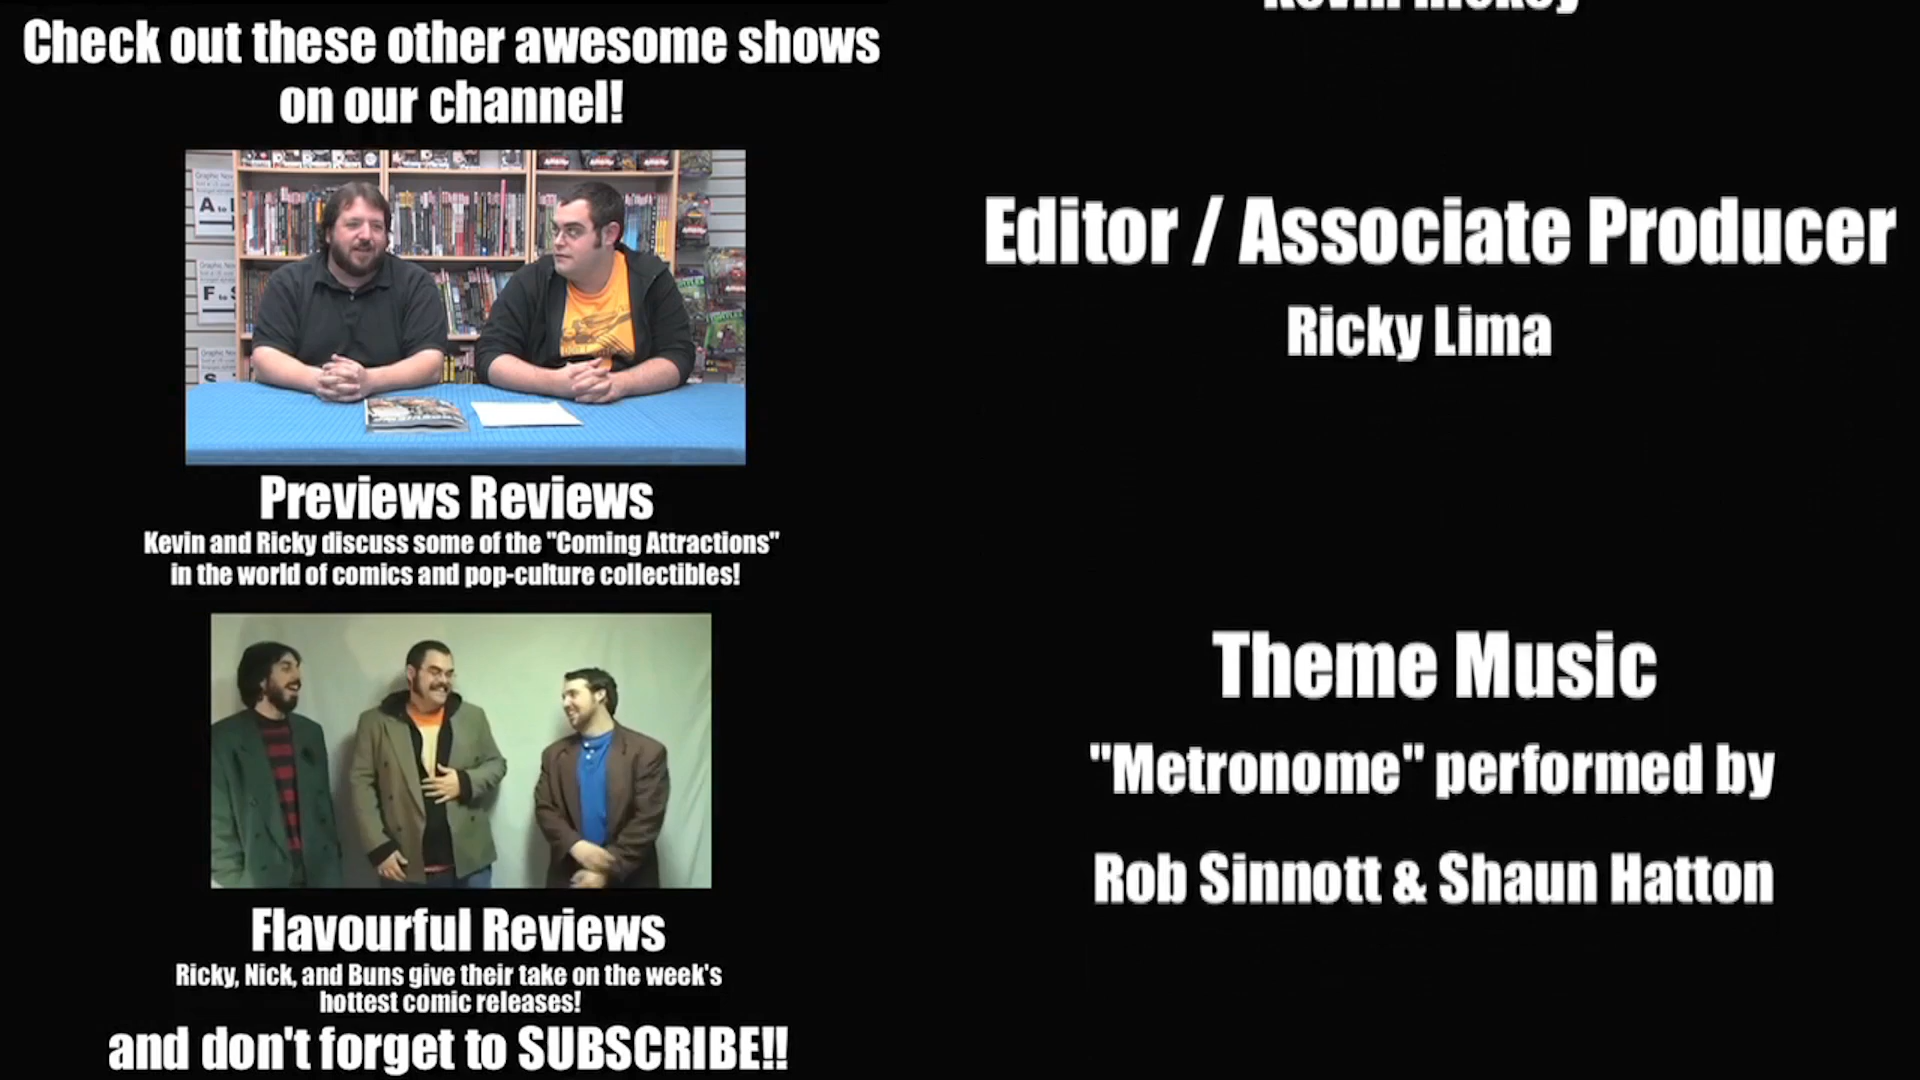 Check out these other awesome shows
on our channel!
A to
F to
Previews Reviews
Kevin and Ricky discuss some of the "Coming Attractions"
in the world of comics and pop-culture collectibles!
Flavourful Reviews
Ricky, Nick, and Buns give their take on the week's
hottest comic releases!
and don't forget to SUBSCRIBE!!
Editor / Associate Producer
Ricky Lima
Theme Music
"Metronome" performed by
Rob Sinnott & Shaun Hatton